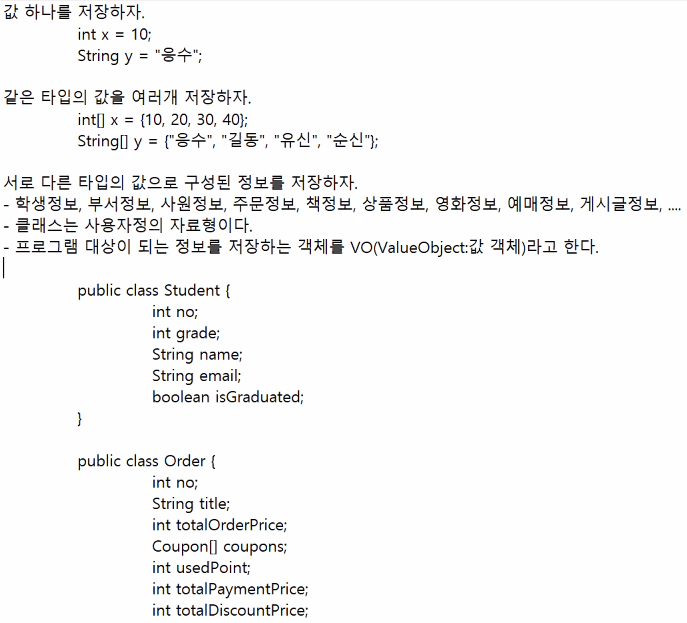 값 하나를 저장하자.
int x = 10;
String y = "응수";
같은 타입의 값을 여러개 저장하자.
int[] x = {10, 20, 30, 40};
String[] y = {"응수", "길동", "유신", "순신"};
서로 다른 타입의 값으로 구성된 정보를 저장하자.
- 학생정보, 부서정보, 사원정보, 주문정보, 책정보, 상품정보, 영화정보, 예매정보, 게시글정보, ....
- 클래스는 사용자정의 자료형이다.
- 프로그램 대상이 되는 정보를 저장하는 객체를 VO(ValueObject:값 객체)라고 한다.
public class Student {
int no;
int grade;
String name;
String email;
boolean isGraduated;
}
public class Order {
int no;
String title;
int totalOrderPrice;
Coupon[] coupons;
int usedPoint;
int totalPaymentPrice;
int totalDiscountPrice;